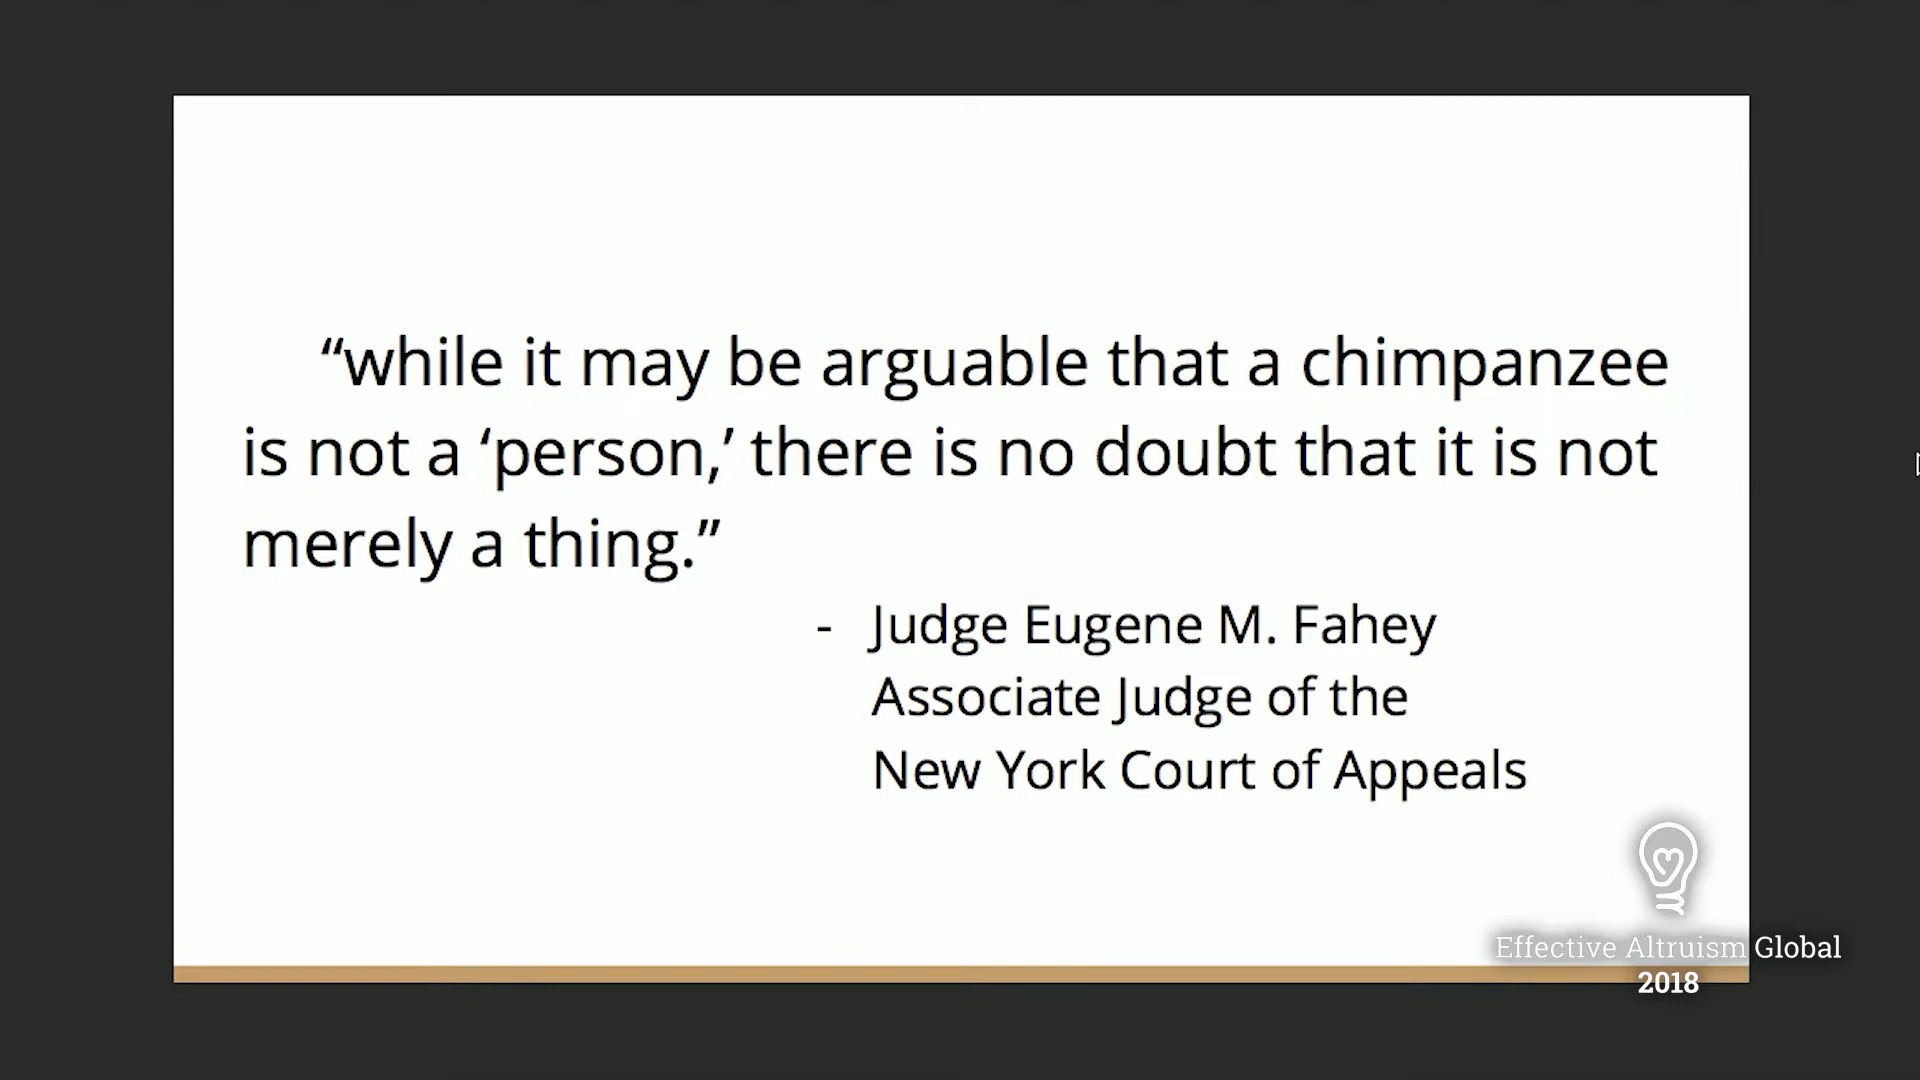 “while it may be arguable that a chimpanzee
is not a ‘person,’ there is no doubt that it is not
merely a thing.”
- Judge Eugene M. Fahey
Associate Judge of the
New York Court of Appeals
Effective Altruism Global
2018